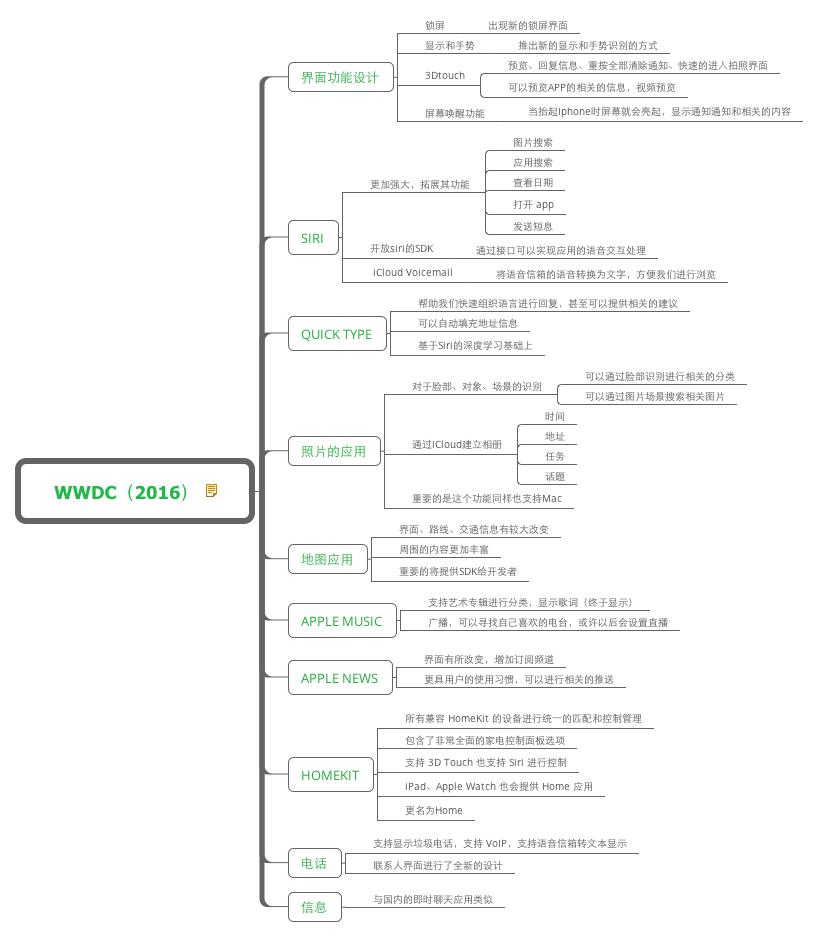 WWDC（2016）
界面功能设计
锁屏
出现新的锁屏界面
显示和手势
推出新的显示和手势识别的方式
3Dtouch
预览、回复信息、重按全部清除通知、快速的进入拍照界面
可以预览APP的相关的信息，视频预览
屏幕唤醒功能
当抬起Iphone时屏幕就会亮起，显示通知通知和相关的内容
SIRI
更加强大，拓展其功能
图片搜索
应用搜索
查看日期
打开 app
发送短息
开放siri的SDK
通过接口可以实现应用的语音交互处理
iCloud Voicemail
将语音信箱的语音转换为文字，方便我们进行浏览
QUICK TYPE
帮助我们快速组织语言进行回复，甚至可以提供相关的建议
可以自动填充地址信息
基于Siri的深度学习基础上
照片的应用
对于脸部、对象、场景的识别
可以通过脸部识别进行相关的分类
可以通过图片场景搜索相关图片
通过iCloud建立相册
时间
地址
任务
话题
重要的是这个功能同样也支持Mac
地图应用
界面、路线、交通信息有较大改变
周围的内容更加丰富
重要的将提供SDK给开发者
APPLE MUSIC
支持艺术专辑进行分类，显示歌词（终于显示）
广播，可以寻找自己喜欢的电台，或许以后会设置直播
APPLE NEWS
界面有所改变，增加订阅频道
更具用户的使用习惯，可以进行相关的推送
HOMEKIT
所有兼容 HomeKit 的设备进行统一的匹配和控制管理
包含了非常全面的家电控制面板选项
支持 3D Touch 也支持 Siri 进行控制
iPad、Apple Watch 也会提供 Home 应用
更名为Home
电话
支持显示垃圾电话，支持 VoIP，支持语音信箱转文本显示
联系人界面进行了全新的设计
信息
与国内的即时聊天应用类似